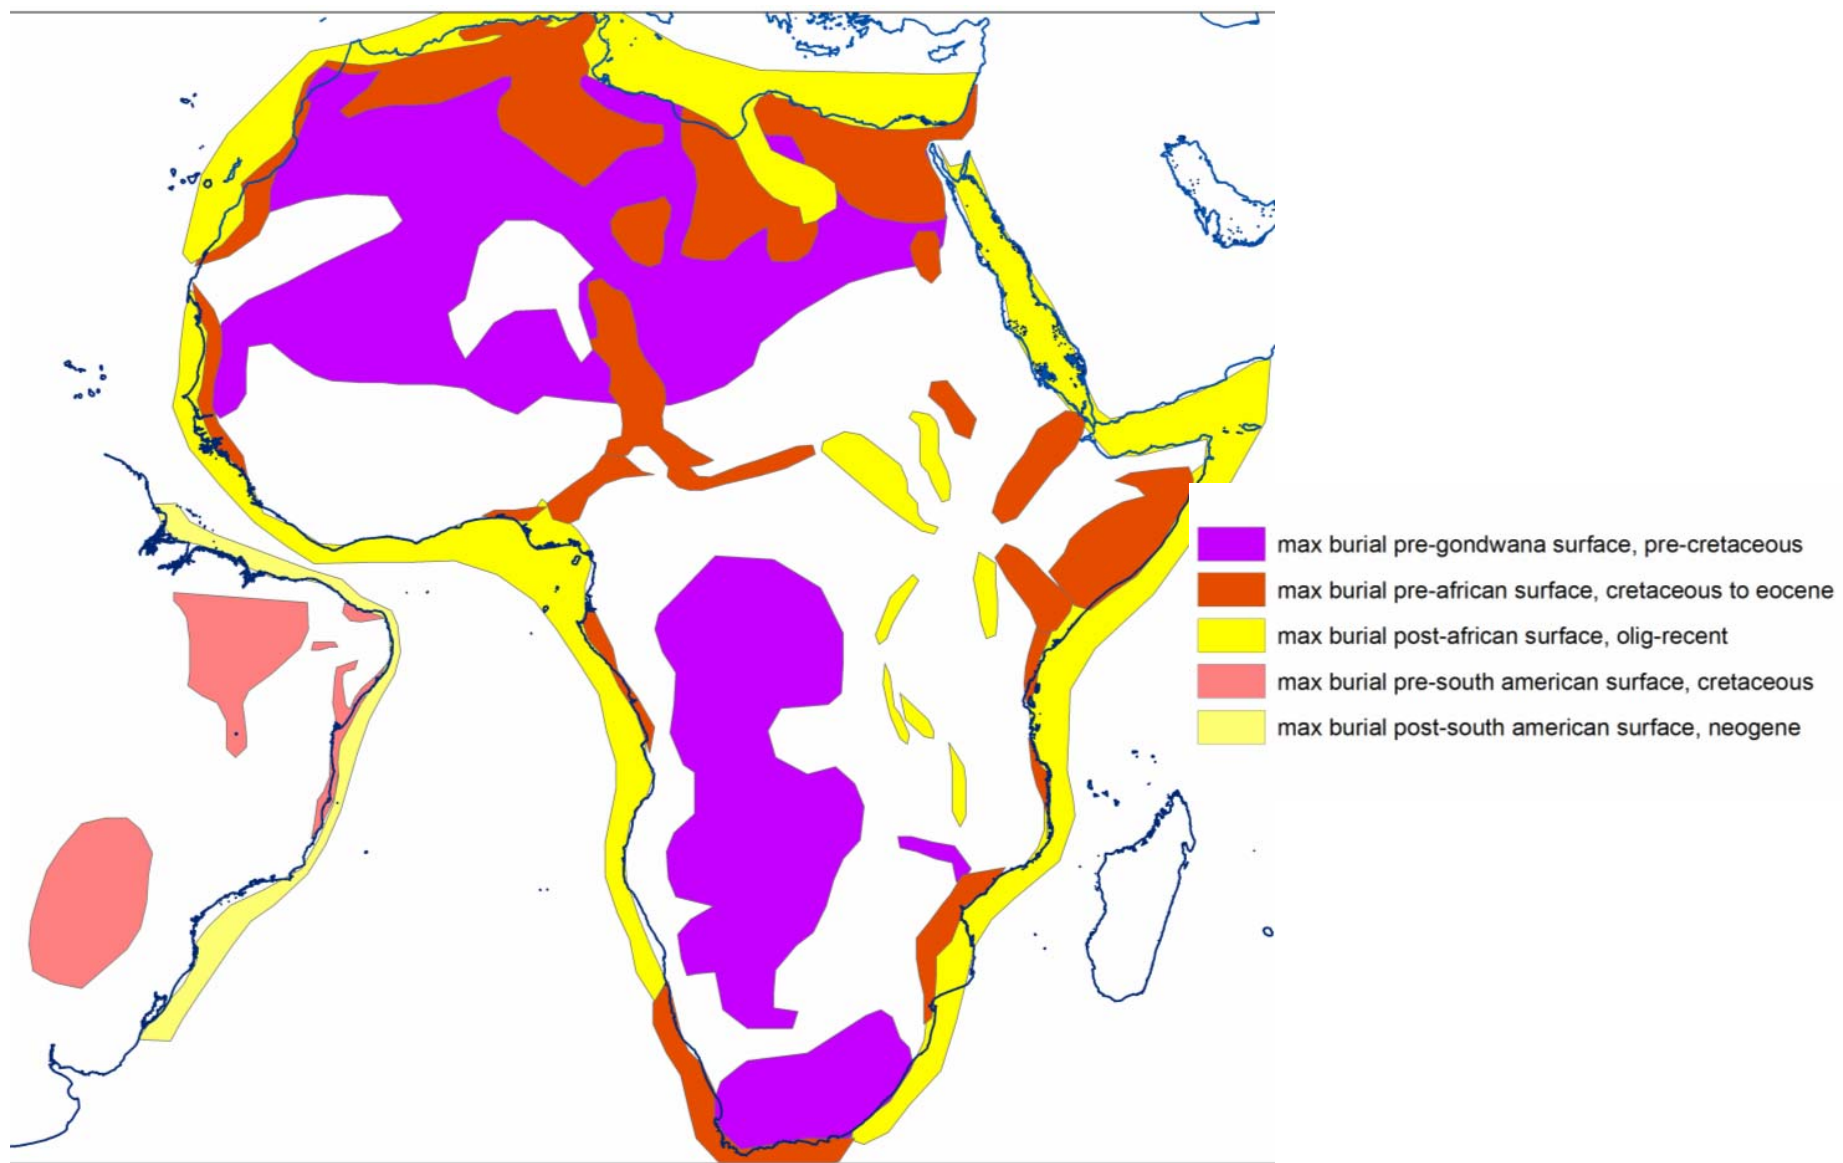 max burial pre-gondwana surface, pre-cretaceous
max burial pre-african surface, cretaceous to eocene
max burial post-african surface, olig-recent
max burial pre-south american surface, cretaceous
max burial post-south american surface, neogene